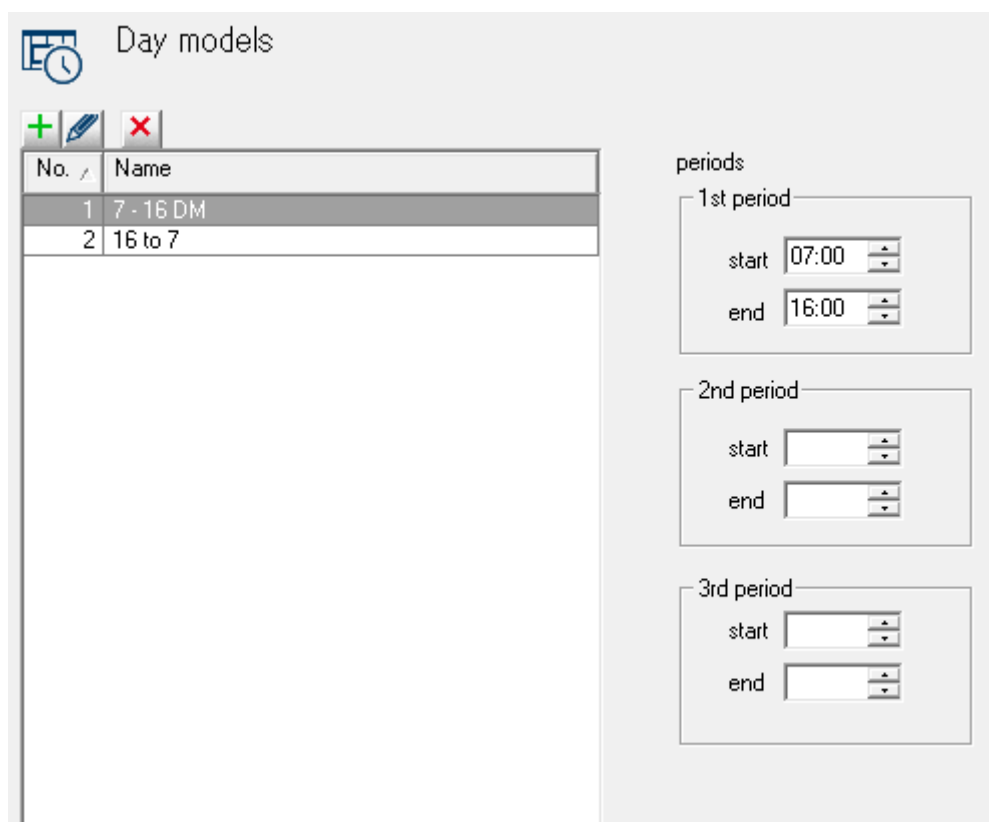 Day models
No. Name
1 7 - 16 DM
2 16 to 7
periods
1st period
start 07:00
end 16:00
2nd period
start
end
3rd period
start
end